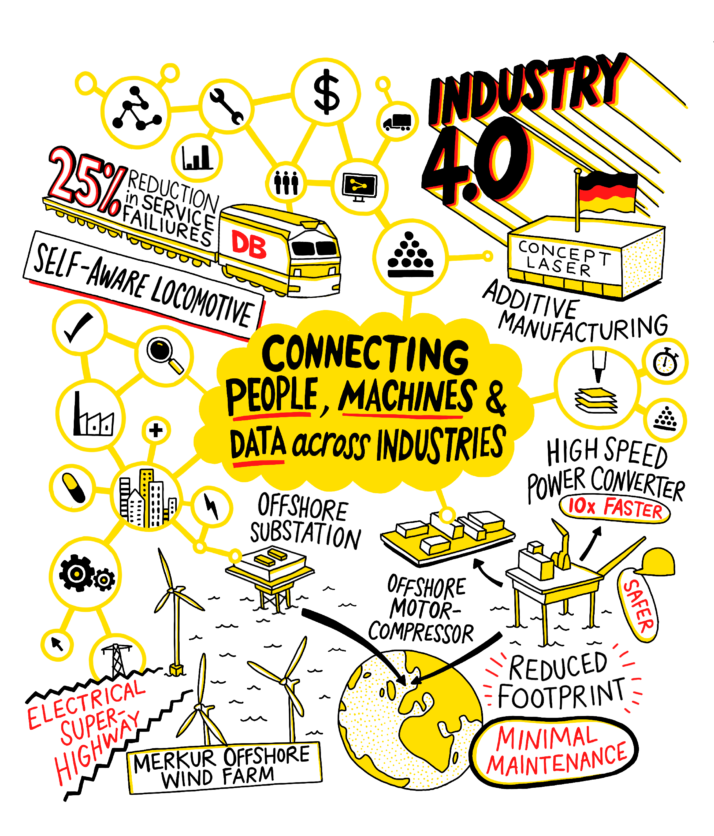 INDUSTRY
4.0
25%
REDUCTION
in SERVICE
FAILIURES
DB
SELF-AWARE LOCOMOTIVE
$
CONCEPT
LASER
ADDITIVE
MANUFACTURING
CONNECTING
PEOPLE, MACHINES &
DATA across INDUSTRIES
HIGH SPEED
POWER CONVERTER
10x FASTER
OFFSHORE
SUBSTATION
OFFSHORE
MOTOR-
COMPRESSOR
SAFER
REDUCED
FOOTPRINT
MINIMAL
MAINTENANCE
ELECTRICAL
SUPER-
HIGHWAY
MERKUR OFFSHORE
WIND FARM